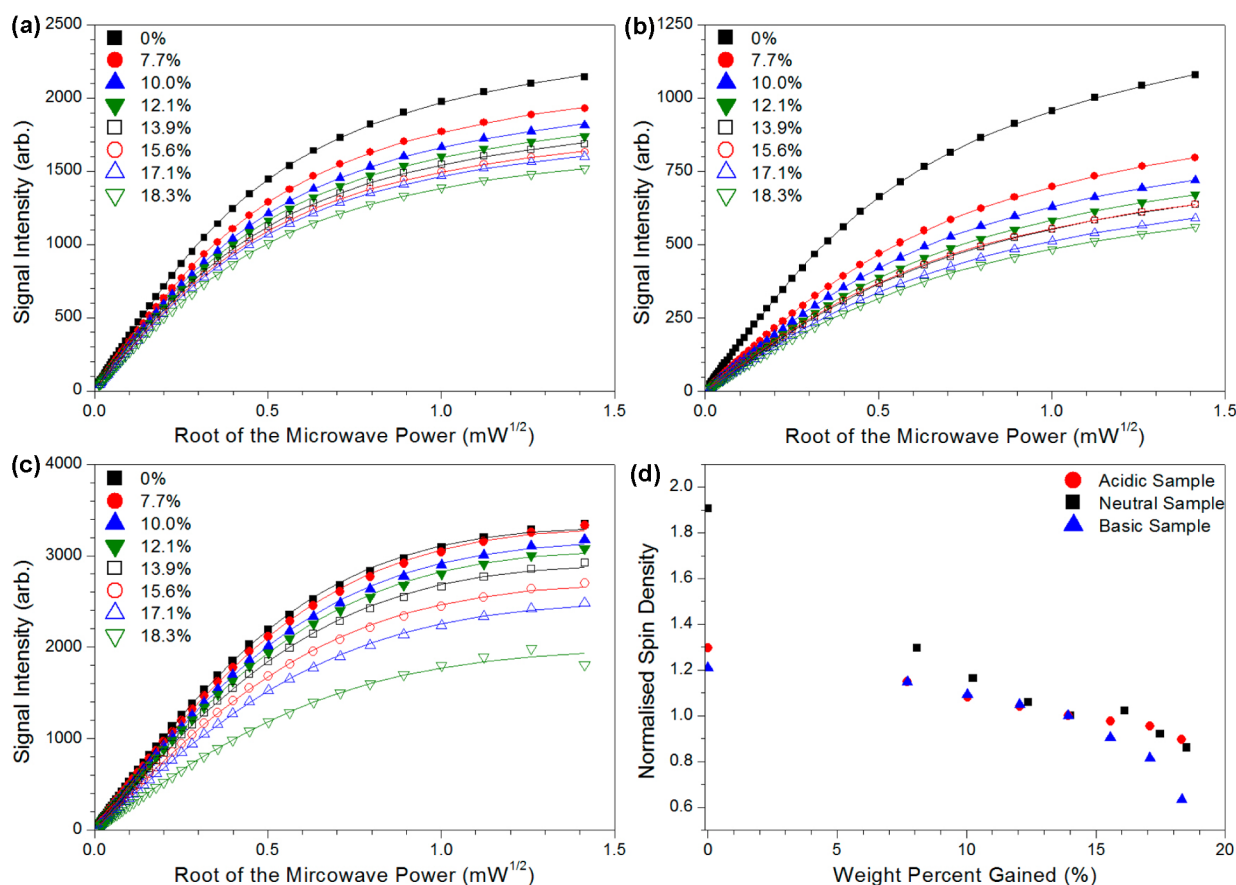 (a)
2500
2000
1500
1000
500
0
0%
7.7%
10.0%
12.1%
13.9%
15.6%
17.1%
18.3%
Signal Intensity (arb.)
0.0 0.5 1.0 1.5
Root of the Microwave Power (mW1/2)
(b)
1250
1000
750
500
250
0
0%
7.7%
10.0%
12.1%
13.9%
15.6%
17.1%
18.3%
Signal Intensity (arb.)
0.0 0.5 1.0 1.5
Root of the Microwave Power (mW1/2)
(c)
4000
3000
2000
1000
0
0%
7.7%
10.0%
12.1%
13.9%
15.6%
17.1%
18.3%
Signal Intensity (arb.)
0.0 0.5 1.0 1.5
Root of the Mircowave Power (mW1/2)
(d)
2.0
1.8
1.6
1.4
1.2
1.0
0.8
0.6
Acidic Sample
Neutral Sample
Basic Sample
Normalised Spin Density
0 5 10 15 20
Weight Percent Gained (%)